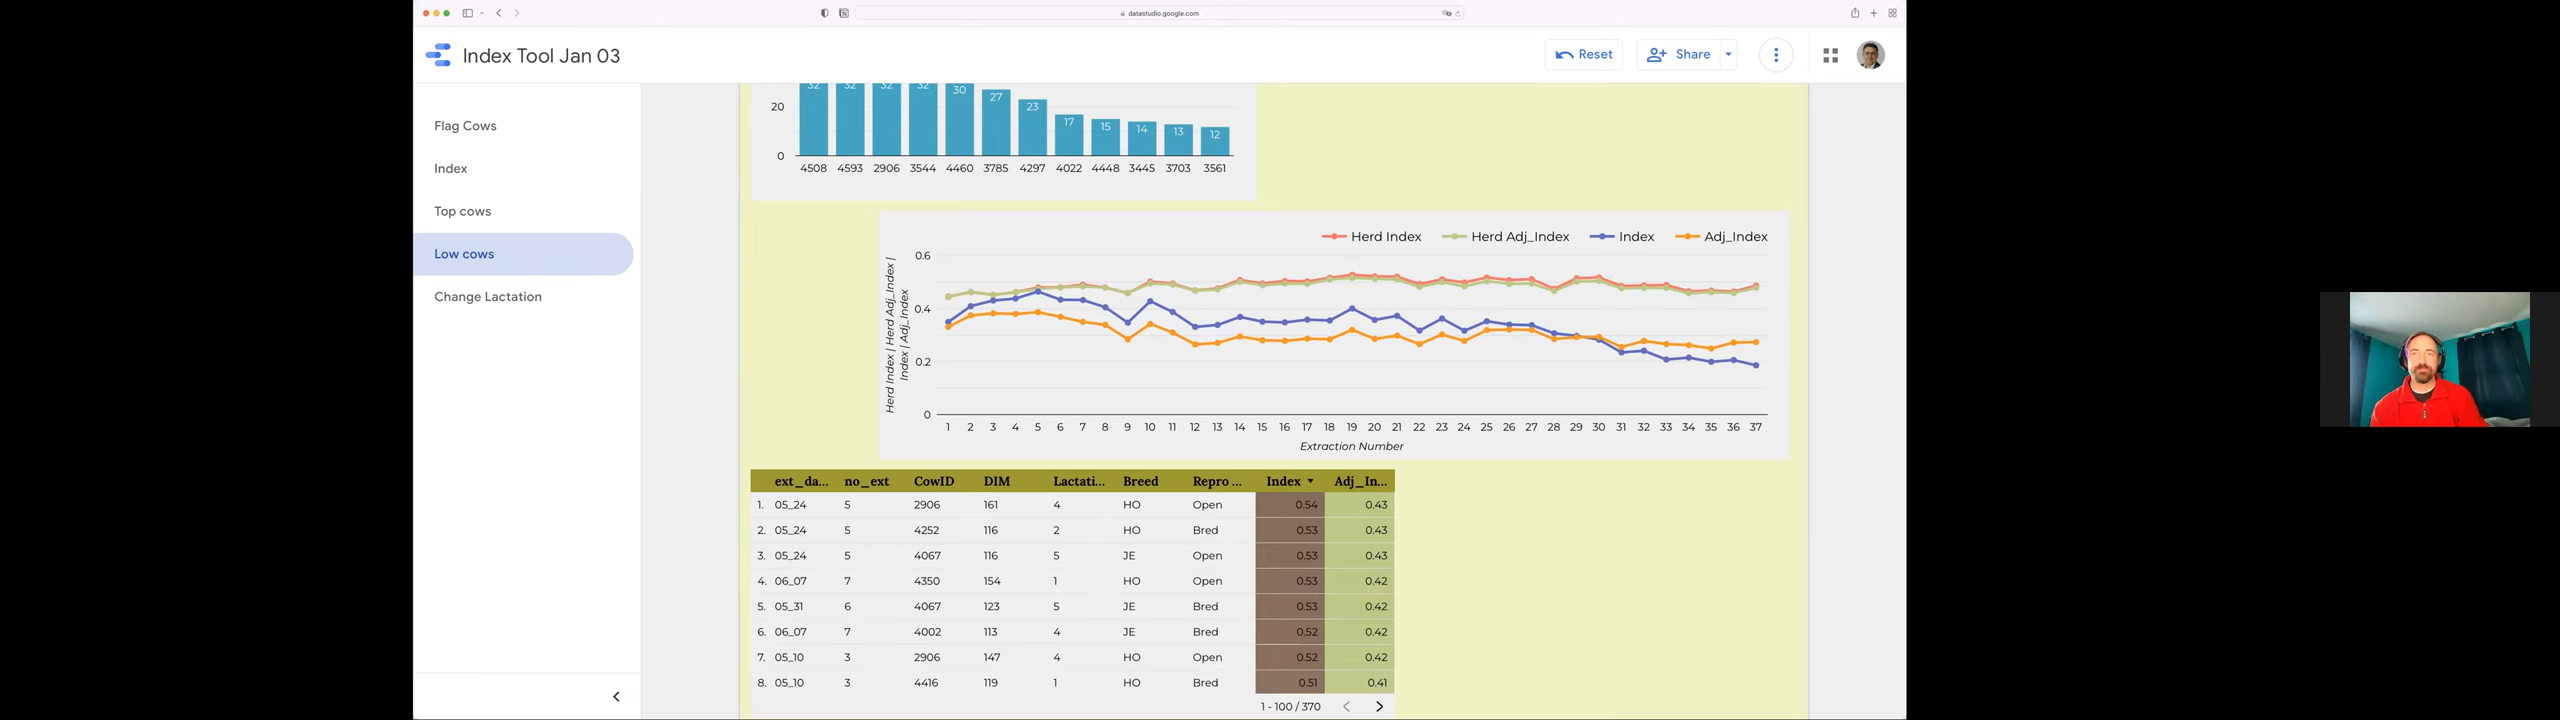 datastudio.google.com
Index Tool Jan 03
Reset
Share
Flag Cows
Index
Top cows
Low cows
Change Lactation
32 32 32 32 30 27 23 17 15 14 13 12
20
0
4508 4593 2906 3544 4460 3785 4297 4022 4448 3445 3703 3561
Herd Index Herd Adj_Index Index Adj_Index
Herd Index | Herd Adj_Index |
Index | Adj_Index
0.6
0.4
0.2
0
1 2 3 4 5 6 7 8 9 10 11 12 13 14 15 16 17 18 19 20 21 22 23 24 25 26 27 28 29 30 31 32 33 34 35 36 37
Extraction Number
ext_da... no_ext CowID DIM Lactati... Breed Repro ... Index Adj_In...
1. 05_24 5 2906 161 4 HO Open 0.54 0.43
2. 05_24 5 4252 116 2 HO Bred 0.53 0.43
3. 05_24 5 4067 116 5 JE Open 0.53 0.43
4. 06_07 7 4350 154 1 HO Open 0.53 0.42
5. 05_31 6 4067 123 5 JE Bred 0.53 0.42
6. 06_07 7 4002 113 4 JE Bred 0.52 0.42
7. 05_10 3 2906 147 4 HO Open 0.52 0.42
8. 05_10 3 4416 119 1 HO Bred 0.51 0.41
1 - 100 / 370